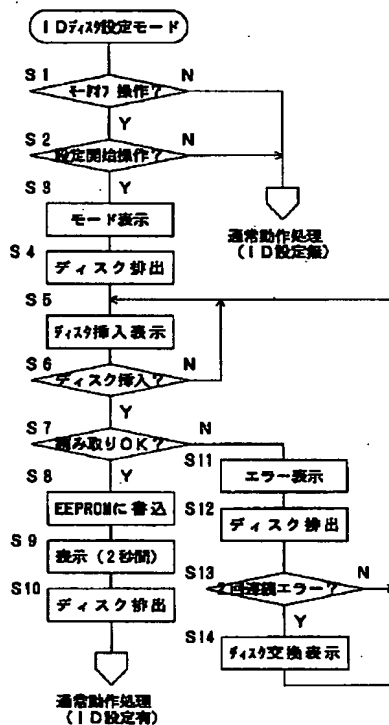 IDディスク設定モード
S1
モードオフ 操作?
N
Y
S2
設定開始操作?
N
Y
S3
モード表示
通常動作処理
(ID設定無)
S4
ディスク排出
S5
ディスク挿入表示
S6
ディスク挿入?
N
Y
S7
読み取りOK?
N
Y
S8
EEPROMに書込
S9
表示(2秒間)
S10
ディスク排出
通常動作処理
(ID設定有)
S11
エラー表示
S12
ディスク排出
S13
2回連続エラー?
N
Y
S14
ディスク交換表示